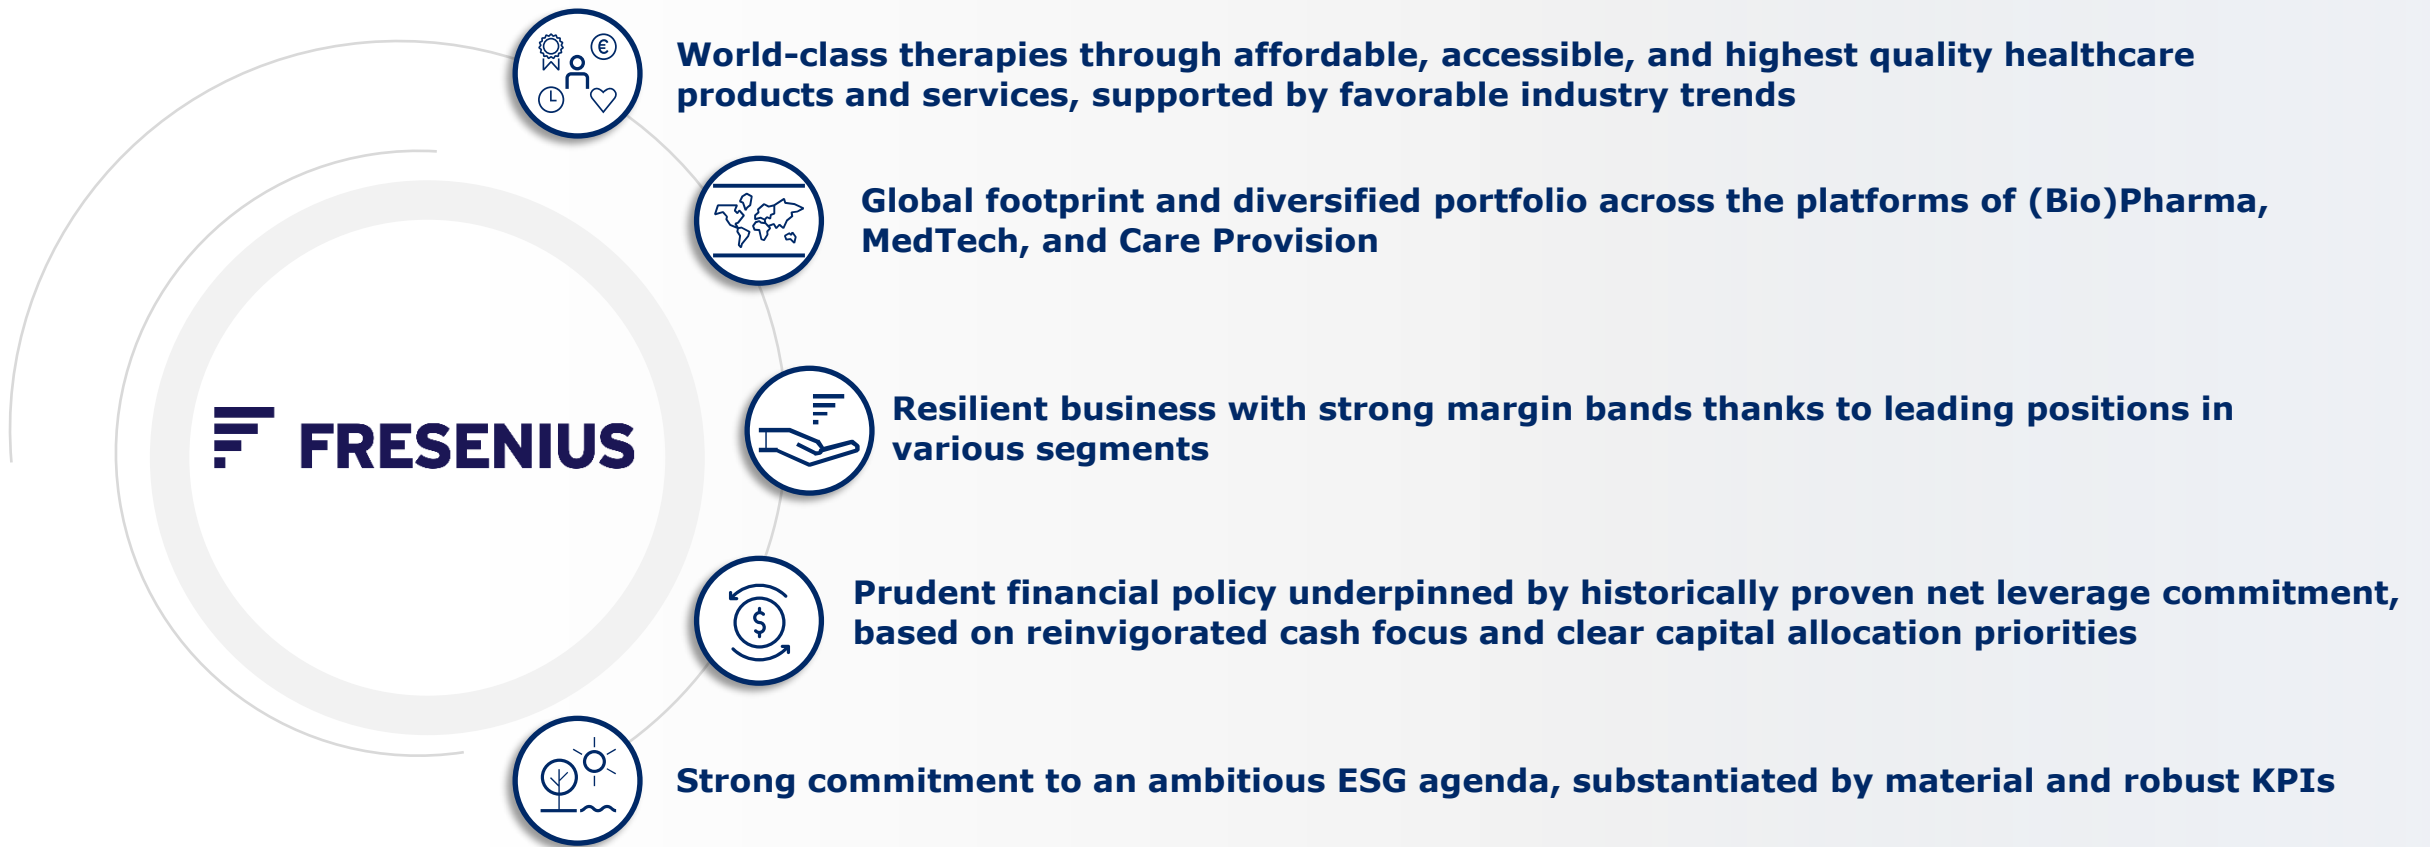 World-class therapies through affordable, accessible, and highest quality healthcare
products and services, supported by favorable industry trends
Global footprint and diversified portfolio across the platforms of (Bio)Pharma,
MedTech, and Care Provision
FRESENIUS
Resilient business with strong margin bands thanks to leading positions in
various segments
Prudent financial policy underpinned by historically proven net leverage commitment,
based on reinvigorated cash focus and clear capital allocation priorities
Strong commitment to an ambitious ESG agenda, substantiated by material and robust KPIs